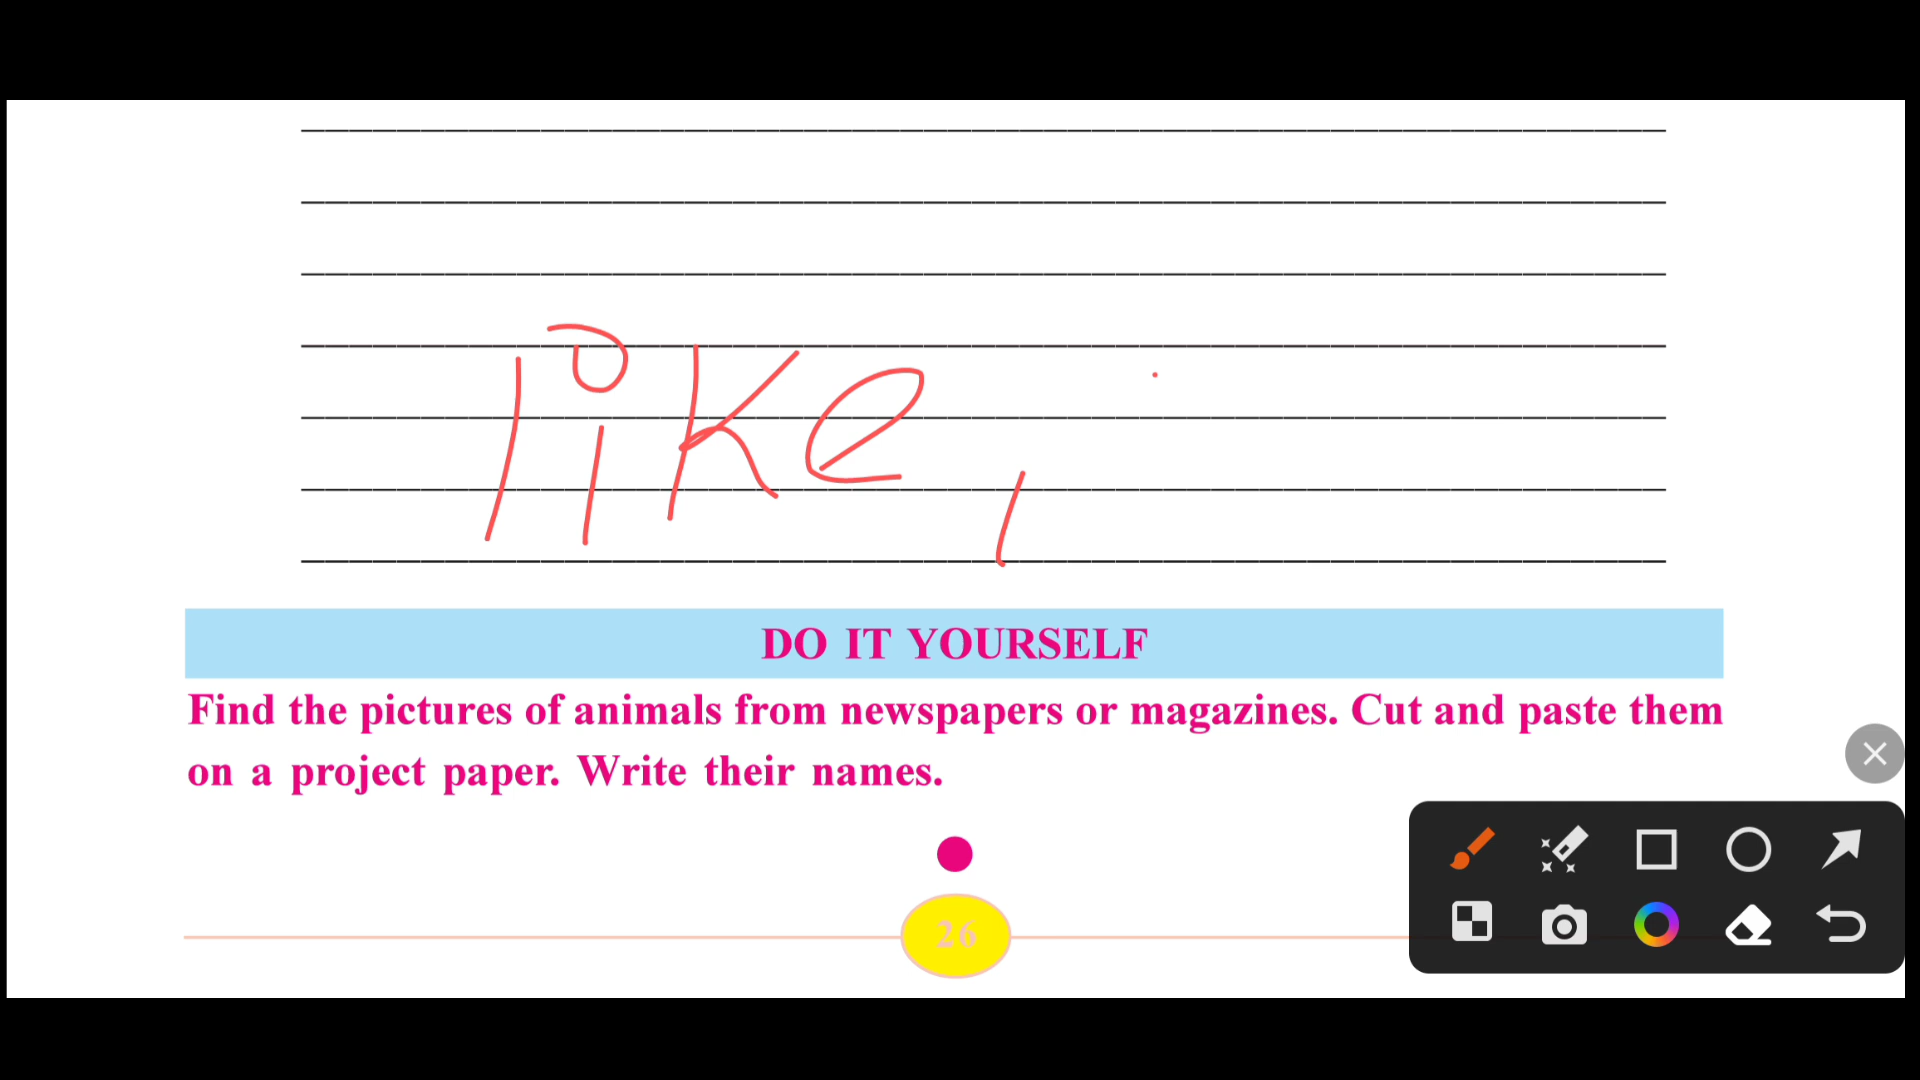 like,
DO IT YOURSELF
Find the pictures of animals from newspapers or magazines. Cut and paste them
on a project paper. Write their names.
26